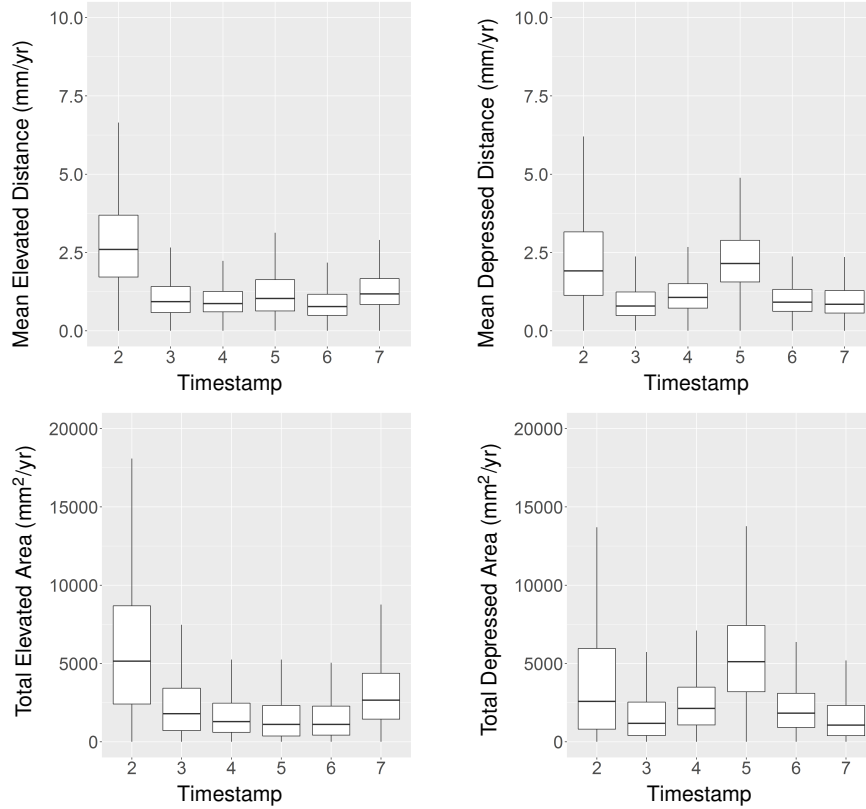 Mean Elevated Distance (mm/yr)
10.0
7.5
5.0
2.5
0.0
2 3 4 5 6 7
Timestamp
Mean Depressed Distance (mm/yr)
10.0
7.5
5.0
2.5
0.0
2 3 4 5 6 7
Timestamp
Total Elevated Area (mm²/yr)
20000
15000
10000
5000
0
2 3 4 5 6 7
Timestamp
Total Depressed Area (mm²/yr)
20000
15000
10000
5000
0
2 3 4 5 6 7
Timestamp